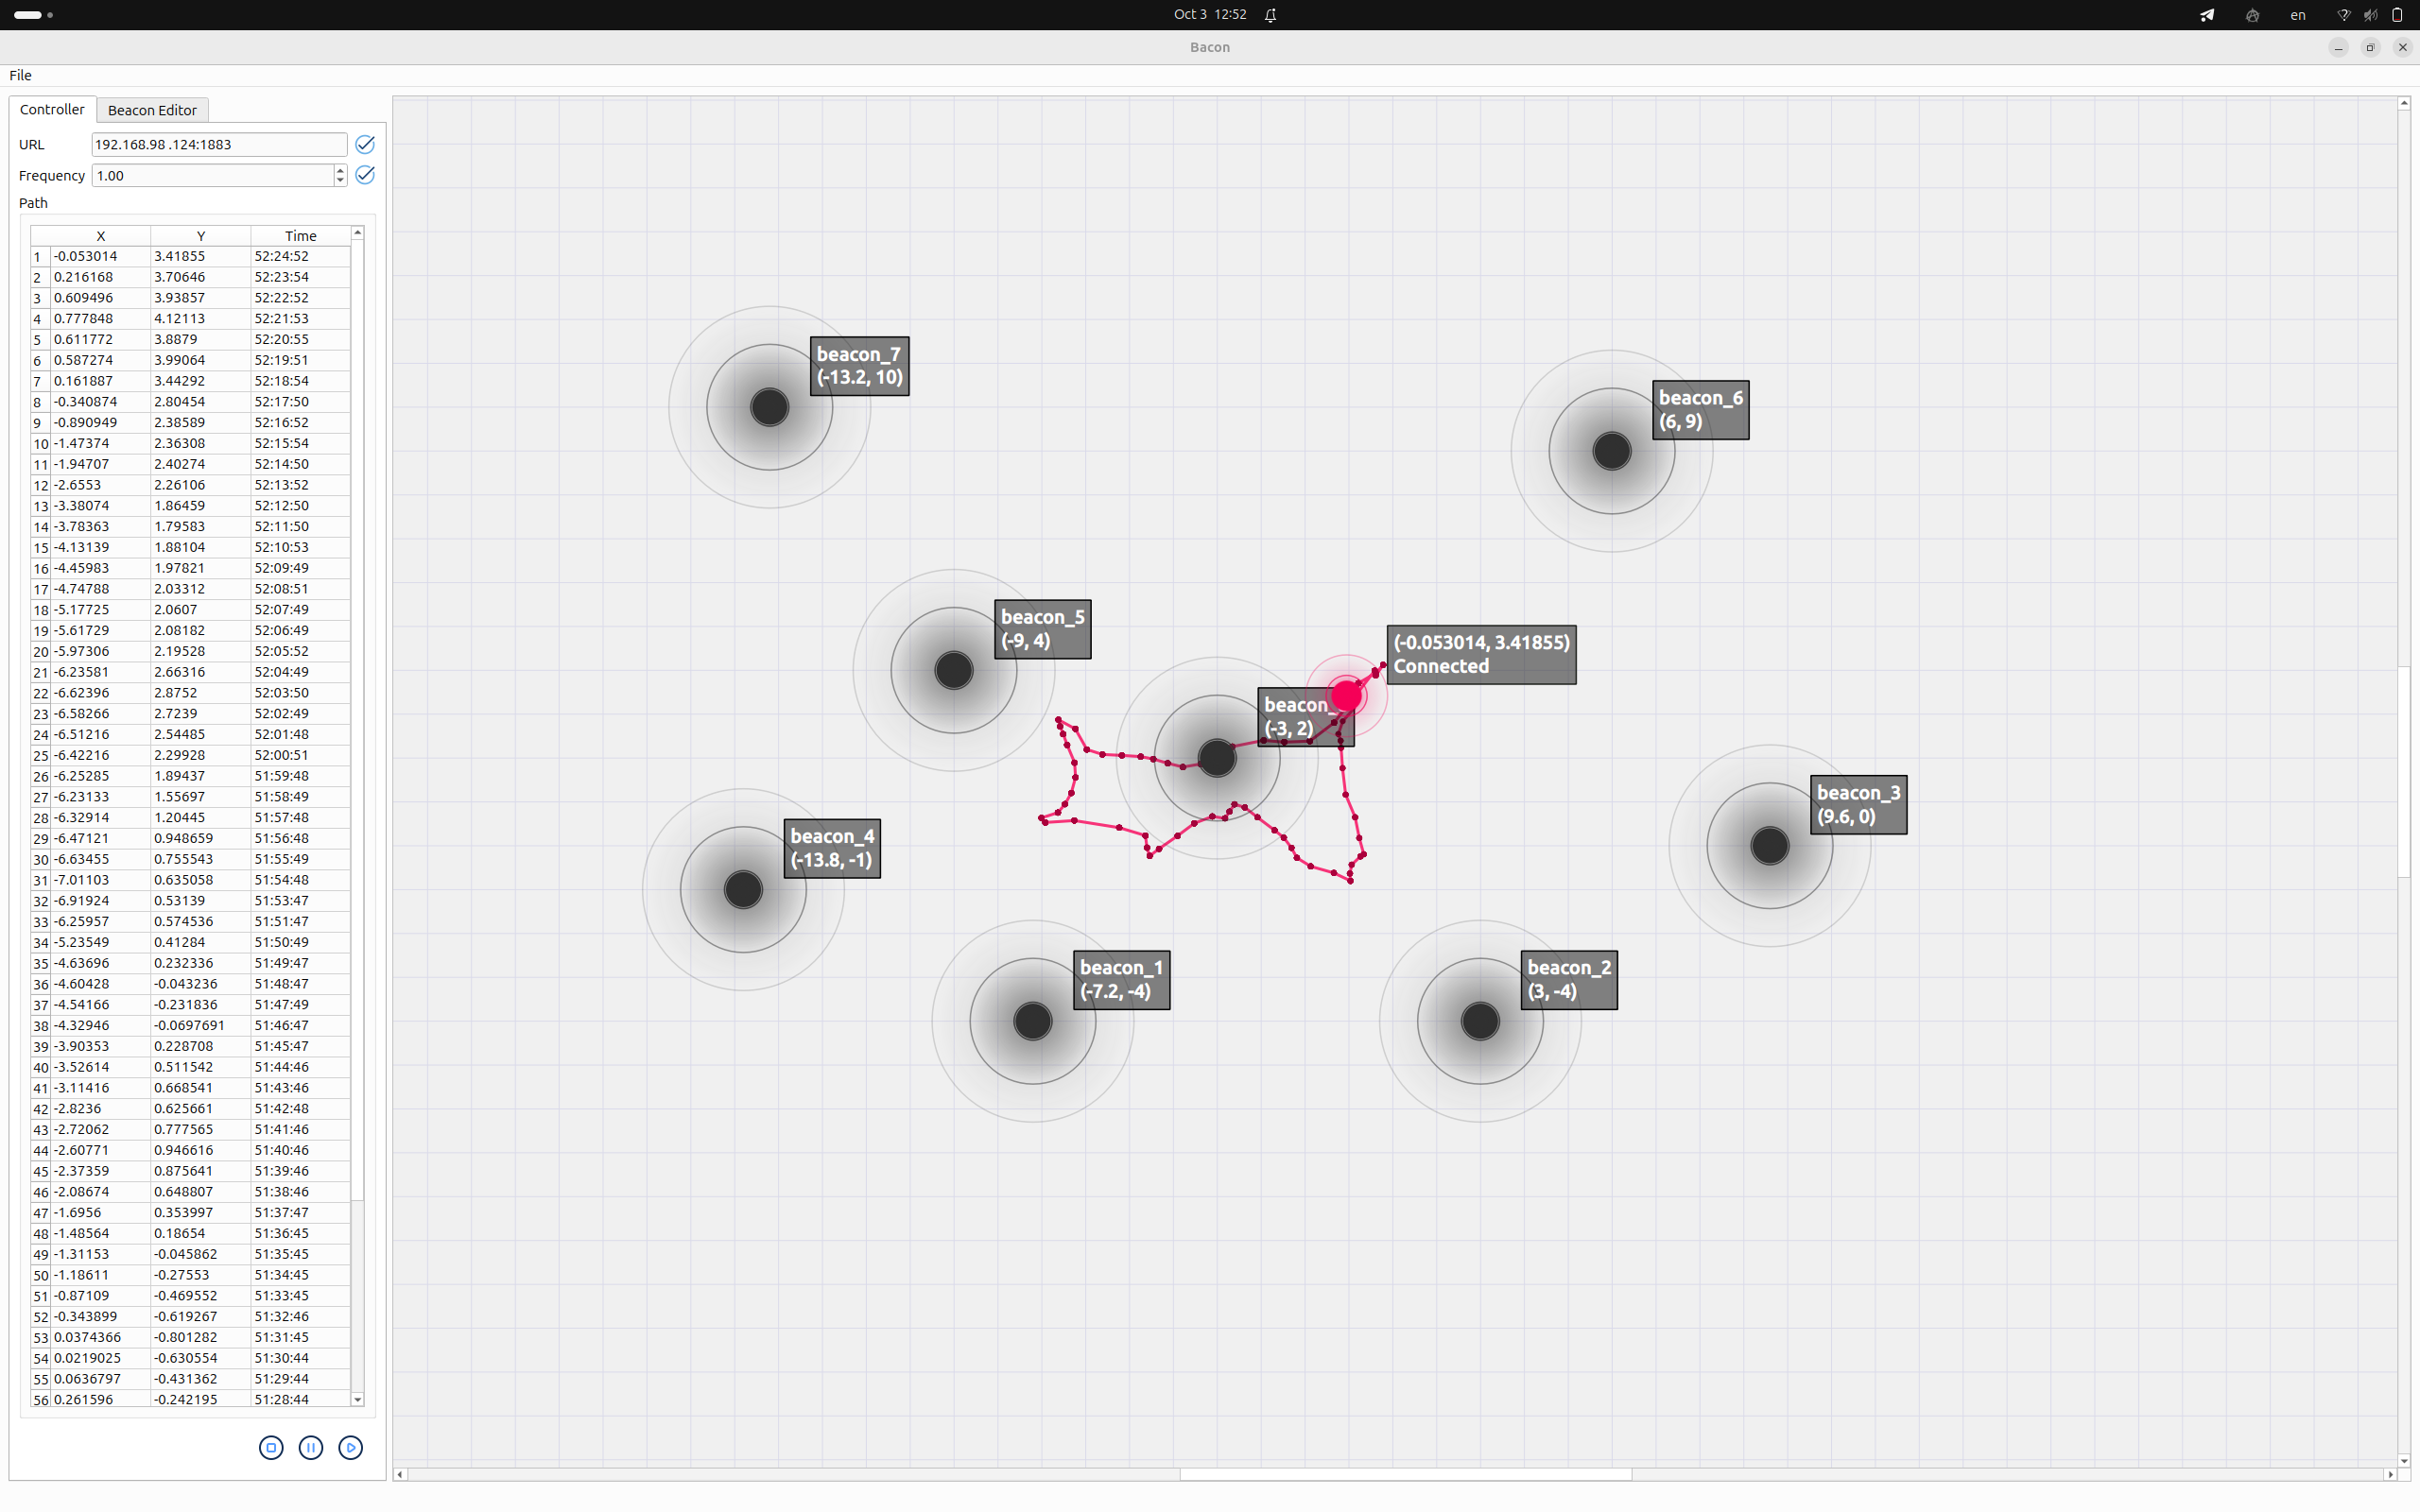 Oct 3 12:52
en
Bacon
File
Controller Beacon Editor
URL 192.168.98 .124:1883
Frequency 1.00
Path
X Y Time
1 -0.053014 3.41855 52:24:52
2 0.216168 3.70646 52:23:54
3 0.609496 3.93857 52:22:52
4 0.777848 4.12113 52:21:53
5 0.611772 3.8879 52:20:55
6 0.587274 3.99064 52:19:51
7 0.161887 3.44292 52:18:54
8 -0.340874 2.80454 52:17:50
9 -0.890949 2.38589 52:16:52
10 -1.47374 2.36308 52:15:54
11 -1.94707 2.40274 52:14:50
12 -2.6553 2.26106 52:13:52
13 -3.38074 1.86459 52:12:50
14 -3.78363 1.79583 52:11:50
15 -4.13139 1.88104 52:10:53
16 -4.45983 1.97821 52:09:49
17 -4.74788 2.03312 52:08:51
18 -5.17725 2.0607 52:07:49
19 -5.61729 2.08182 52:06:49
20 -5.97306 2.19528 52:05:52
21 -6.23581 2.66316 52:04:49
22 -6.62396 2.8752 52:03:50
23 -6.58266 2.7239 52:02:49
24 -6.51216 2.54485 52:01:48
25 -6.42216 2.29928 52:00:51
26 -6.25285 1.89437 51:59:48
27 -6.23133 1.55697 51:58:49
28 -6.32914 1.20445 51:57:48
29 -6.47121 0.948659 51:56:48
30 -6.63455 0.755543 51:55:49
31 -7.01103 0.635058 51:54:48
32 -6.91924 0.53139 51:53:47
33 -6.25957 0.574536 51:51:47
34 -5.23549 0.41284 51:50:49
35 -4.63696 0.232336 51:49:47
36 -4.60428 -0.043236 51:48:47
37 -4.54166 -0.231836 51:47:49
38 -4.32946 -0.0697691 51:46:47
39 -3.90353 0.228708 51:45:47
40 -3.52614 0.511542 51:44:46
41 -3.11416 0.668541 51:43:46
42 -2.8236 0.625661 51:42:48
43 -2.72062 0.777565 51:41:46
44 -2.60771 0.946616 51:40:46
45 -2.37359 0.875641 51:39:46
46 -2.08674 0.648807 51:38:46
47 -1.6956 0.353997 51:37:47
48 -1.48564 0.18654 51:36:45
49 -1.31153 -0.045862 51:35:45
50 -1.18611 -0.27553 51:34:45
51 -0.87109 -0.469552 51:33:45
52 -0.343899 -0.619267 51:32:46
53 0.0374366 -0.801282 51:31:45
54 0.0219025 -0.630554 51:30:44
55 0.0636797 -0.431362 51:29:44
56 0.261596 -0.242195 51:28:44
beacon_7
(-13.2, 10)
beacon_6
(6, 9)
beacon_5
(-9, 4)
(-0.053014, 3.41855)
Connected
beacon_
(-3, 2)
beacon_3
(9.6, 0)
beacon_4
(-13.8, -1)
beacon_1
(-7.2, -4)
beacon_2
(3, -4)